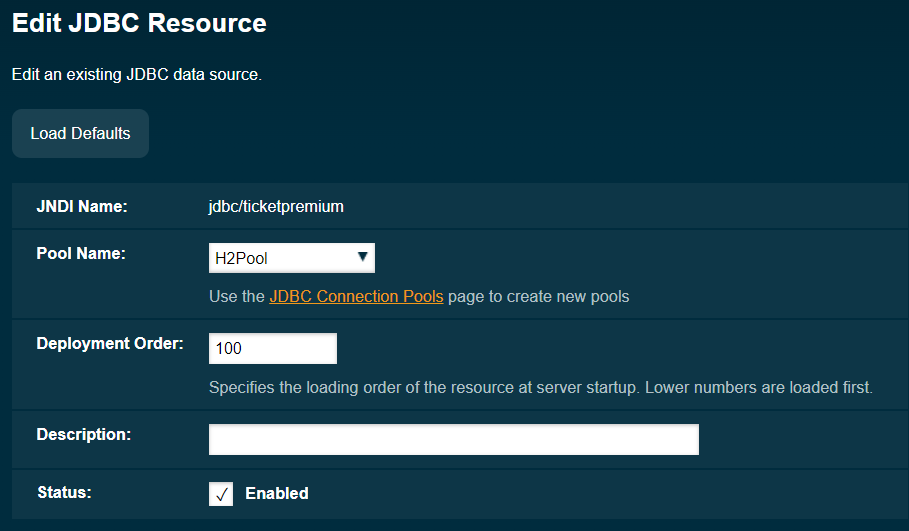 Edit JDBC Resource
Edit an existing JDBC data source.
Load Defaults
JNDI Name: jdbc/ticketpremium
Pool Name: H2Pool
Use the JDBC Connection Pools page to create new pools
Deployment Order: 100
Specifies the loading order of the resource at server startup. Lower numbers are loaded first.
Description:
Status: Enabled